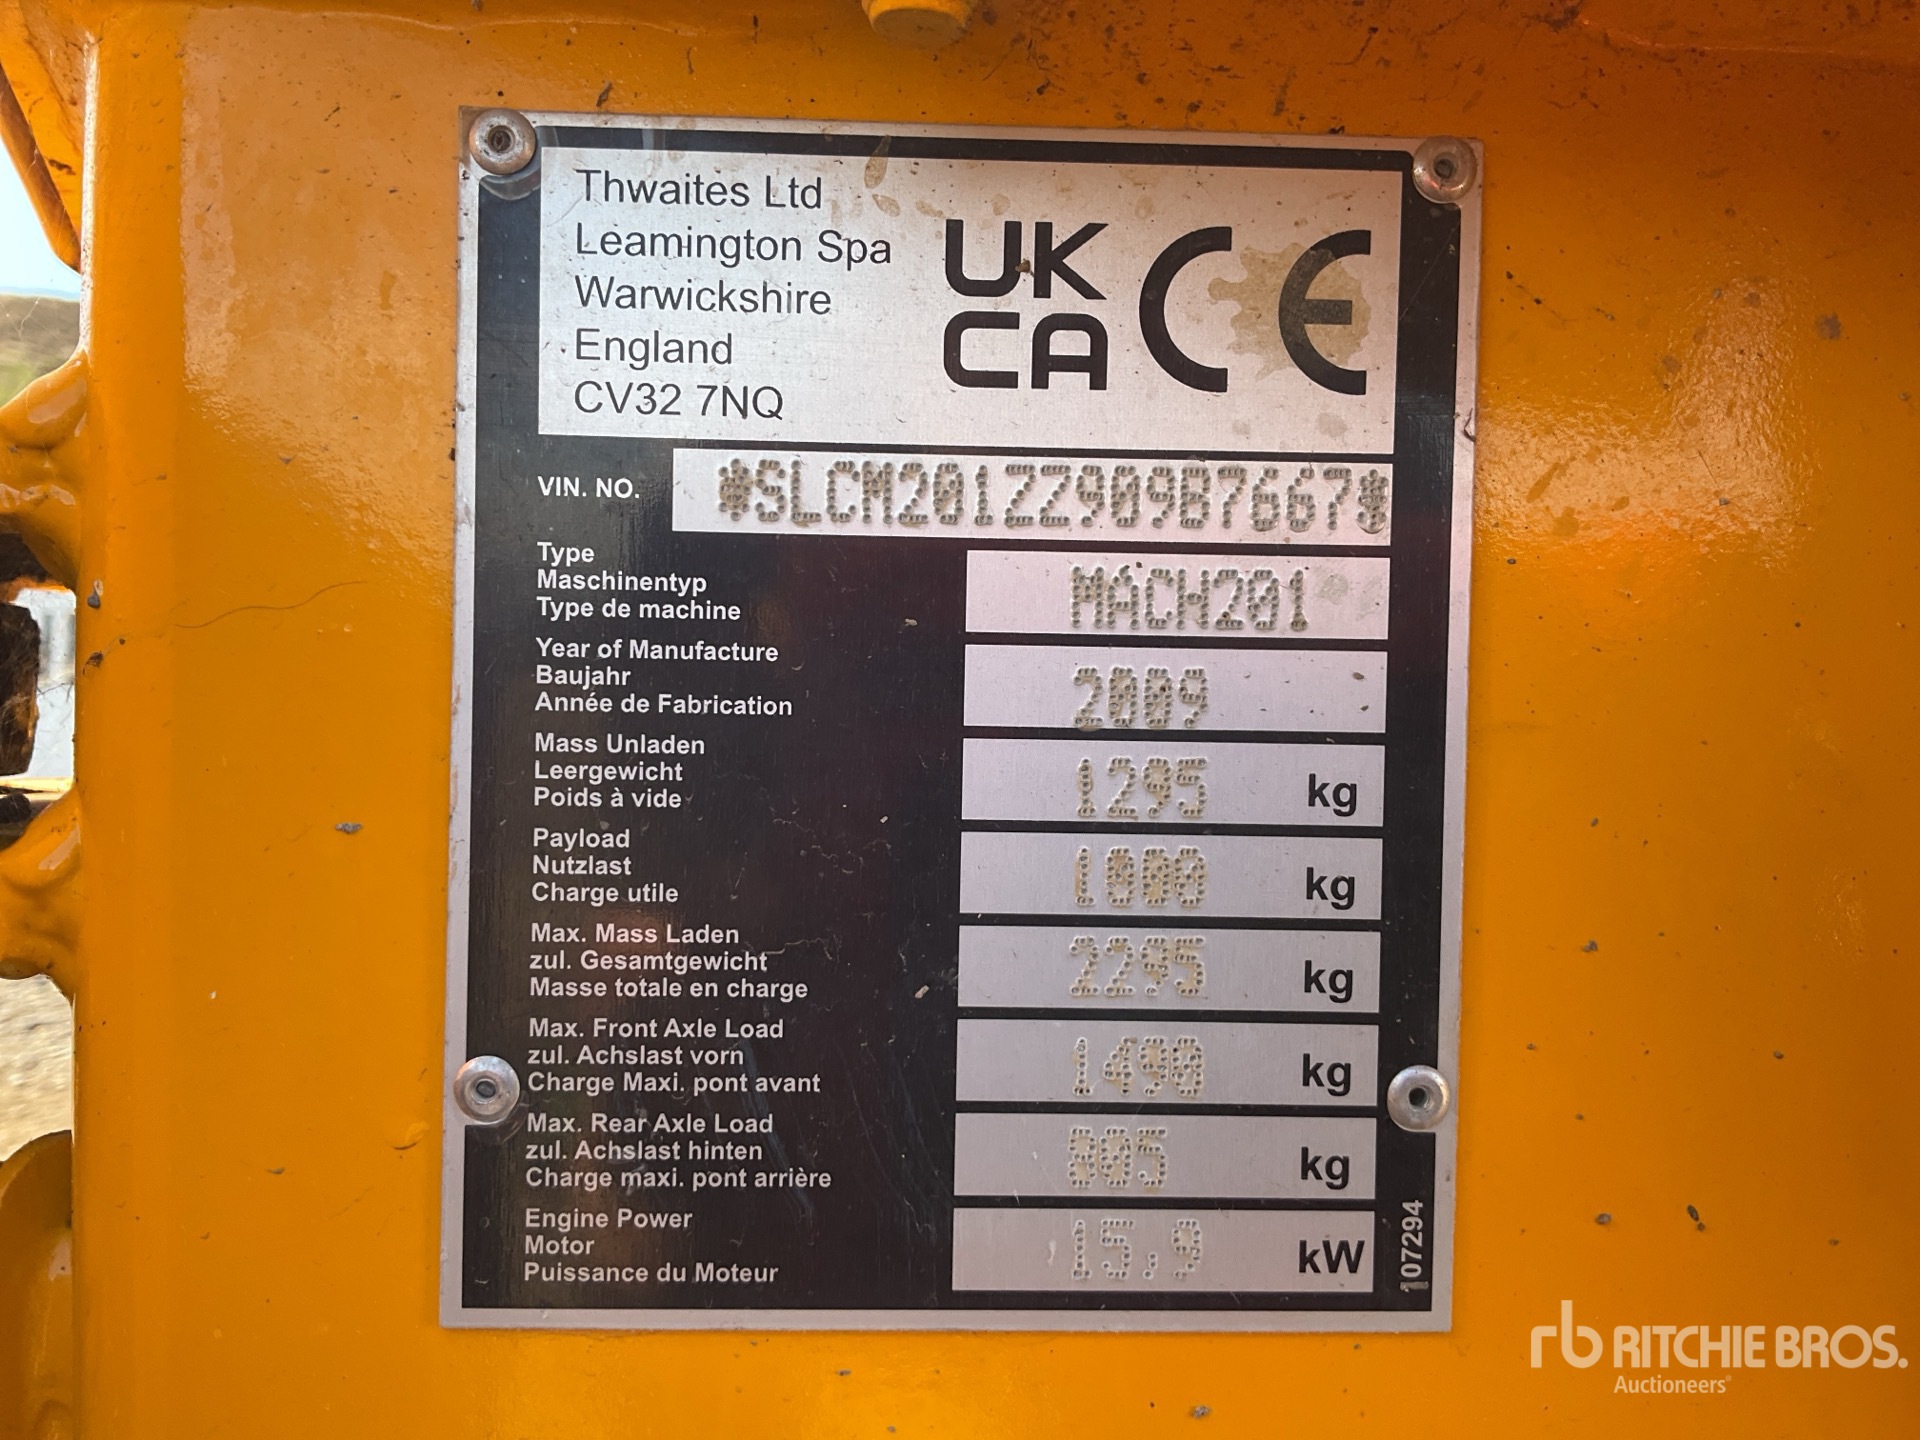 Thwaites Ltd
Leamington Spa
Warwickshire
England
CV32 7NQ
UK
CA
CE
VIN. NO. *SLCM201ZZ909B7667*
Type
Maschinentyp
Type de machine
MACH201
Year of Manufacture
Baujahr
Année de Fabrication
2009
Mass Unladen
Leergewicht
Poids à vide
1295 kg
Payload
Nutzlast
Charge utile
1000 kg
Max. Mass Laden
zul. Gesamtgewicht
Masse totale en charge
2295 kg
Max. Front Axle Load
zul. Achslast vorn
Charge Maxi. pont avant
1490 kg
Max. Rear Axle Load
zul. Achslast hinten
Charge maxi. pont arrière
805 kg
Engine Power
Motor
Puissance du Moteur
15,9 kW
107294
rb RITCHIE BROS.
Auctioneers